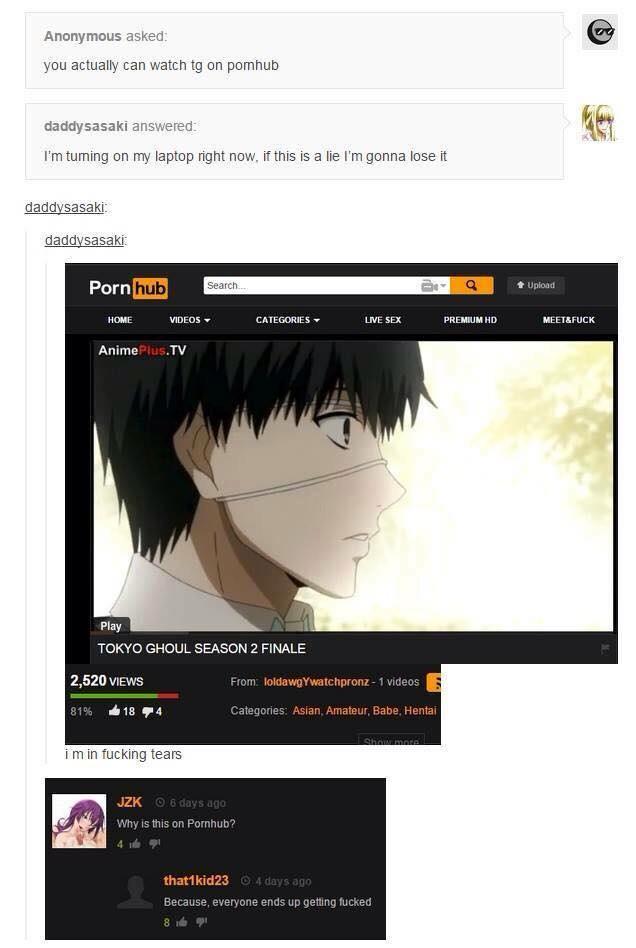 Anonymous asked:
you actually can watch tg on pornhub
daddysasaki answered:
I'm turning on my laptop right now, if this is a lie I'm gonna lose it
daddysasaki:
daddysasaki:
Pornhub
Search...
Upload
HOME VIDEOS CATEGORIES LIVE SEX PREMIUM HD MEET&FUCK
AnimePlus.TV
Play
TOKYO GHOUL SEASON 2 FINALE
2,520 VIEWS
From: loldawgYwatchpronz - 1 videos
81% 18 4
Categories: Asian, Amateur, Babe, Hentai
Show more
i m in fucking tears
JZK 6 days ago
Why is this on Pornhub?
4
that1kid23 4 days ago
Because, everyone ends up getting fucked
8